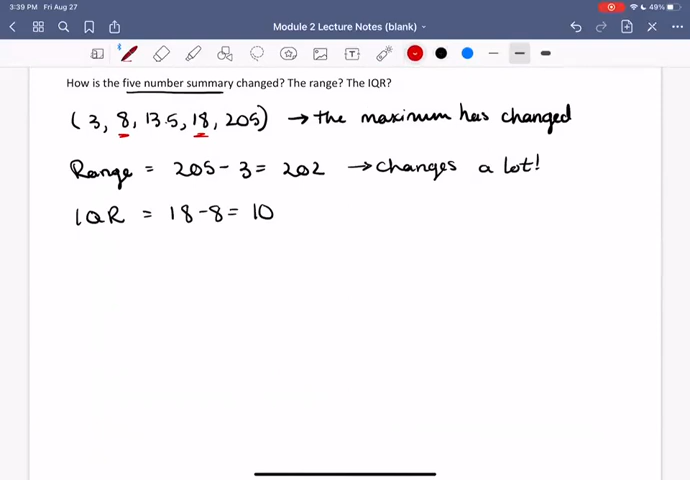 3:39 PM Fri Aug 27
49%
Module 2 Lecture Notes (blank)
How is the five number summary changed? The range? The IQR?
(3, 8, 13.5, 18, 205) → the maximum has changed
Range = 205 - 3 = 202 → changes a lot!
IQR = 18 - 8 = 10